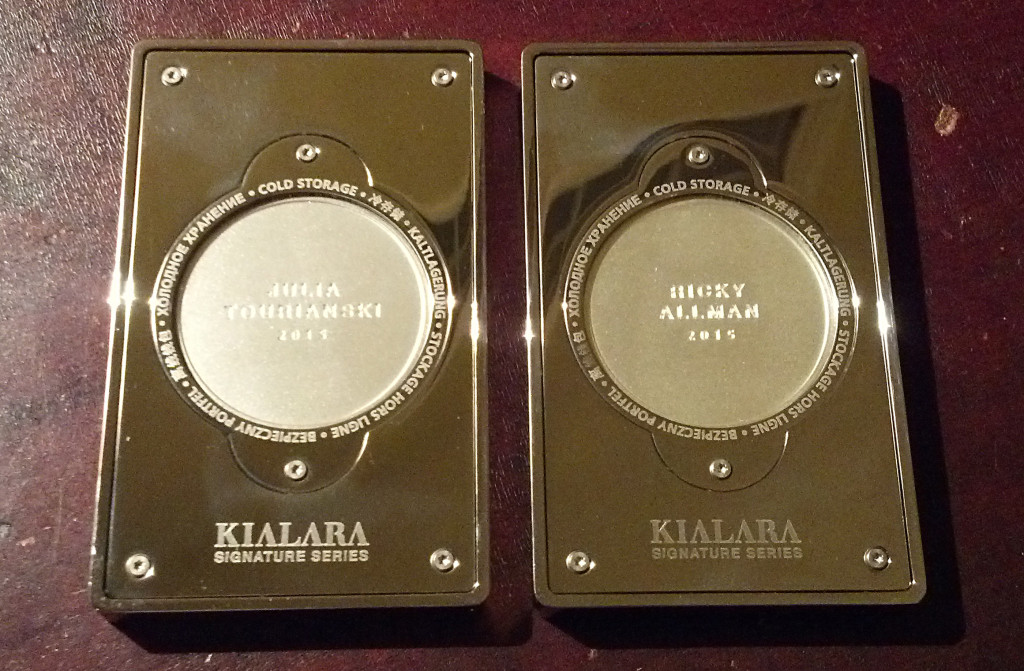 COLD STORAGE • 冷存储 • KALTLAGERUNG • STOCKAGE HORS LIGNE • BEZPIECZNY PORTFEL • ХОЛОДНОЕ ХРАНЕНИЕ •
JULIA
TOURIANSKI
KIALARA
SIGNATURE SERIES
COLD STORAGE • 冷存储 • KALTLAGERUNG • STOCKAGE HORS LIGNE • BEZPIECZNY PORTFEL • ХОЛОДНОЕ ХРАНЕНИЕ •
RICKY
ALLMAN
2015
KIALARA
SIGNATURE SERIES